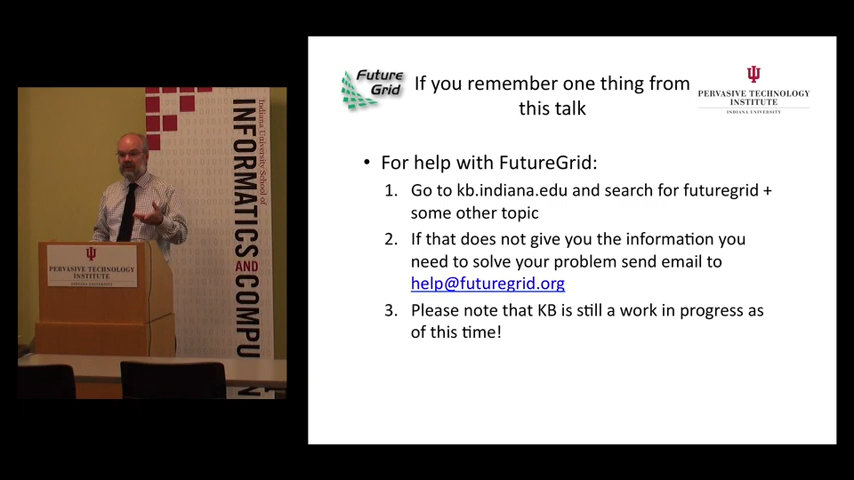 Future
Grid
If you remember one thing from
this talk
PERVASIVE TECHNOLOGY
INSTITUTE
INDIANA UNIVERSITY
• For help with FutureGrid:
1. Go to kb.indiana.edu and search for futuregrid +
some other topic
2. If that does not give you the information you
need to solve your problem send email to
help@futuregrid.org
3. Please note that KB is still a work in progress as
of this time!
Indiana University School of
INFORMATICS AND COMPU
PERVASIVE TECHNOLOGY
INSTITUTE
INDIANA UNIVERSITY